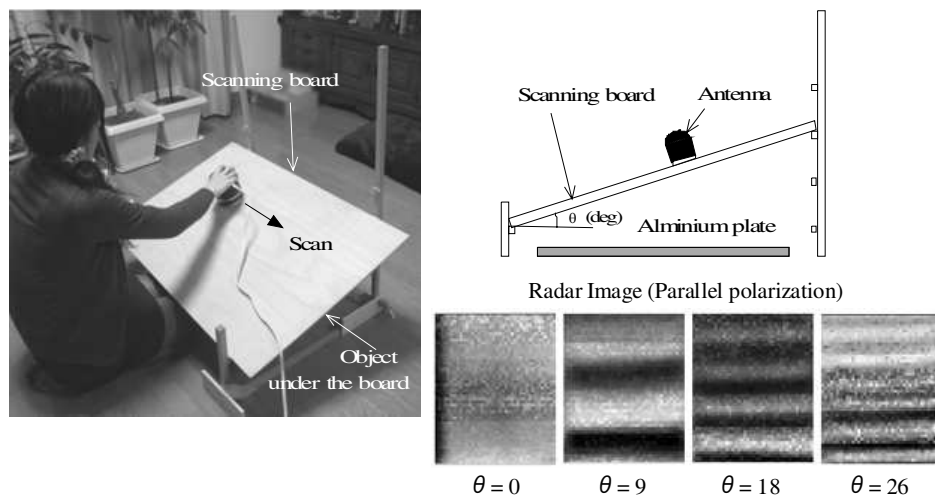 Scanning board
Scan
Object
under the board
Scanning board
Antenna
θ (deg)
Alminium plate
Radar Image (Parallel polarization)
θ = 0
θ = 9
θ = 18
θ = 26